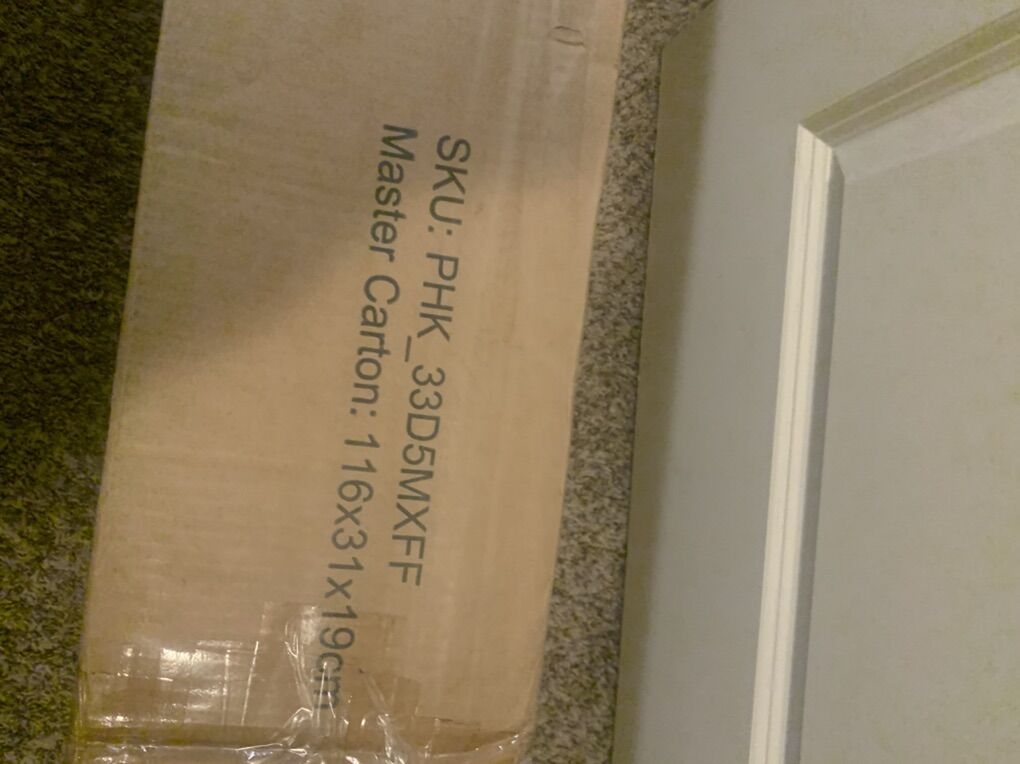 SKU: PHK_33D5MXFF
Master Carton: 116x31x19cm